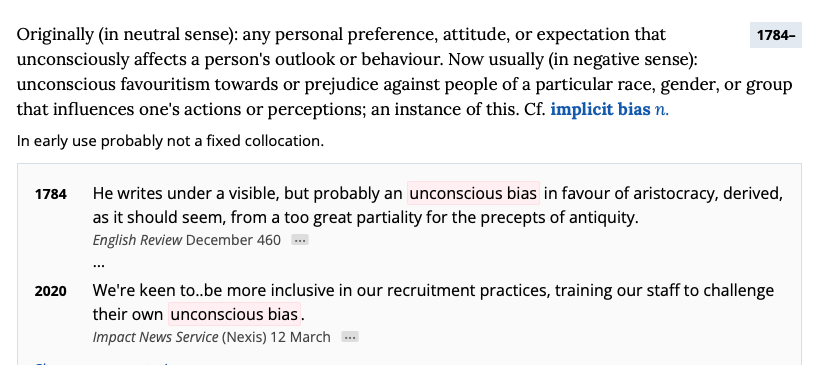 Originally (in neutral sense): any personal preference, attitude, or expectation that
1784–
unconsciously affects a person's outlook or behaviour. Now usually (in negative sense):
unconscious favouritism towards or prejudice against people of a particular race, gender, or group
that influences one's actions or perceptions; an instance of this. Cf. implicit bias n.
In early use probably not a fixed collocation.
1784 He writes under a visible, but probably an unconscious bias in favour of aristocracy, derived,
as it should seem, from a too great partiality for the precepts of antiquity.
English Review December 460 ...
...
2020 We're keen to..be more inclusive in our recruitment practices, training our staff to challenge
their own unconscious bias.
Impact News Service (Nexis) 12 March ...